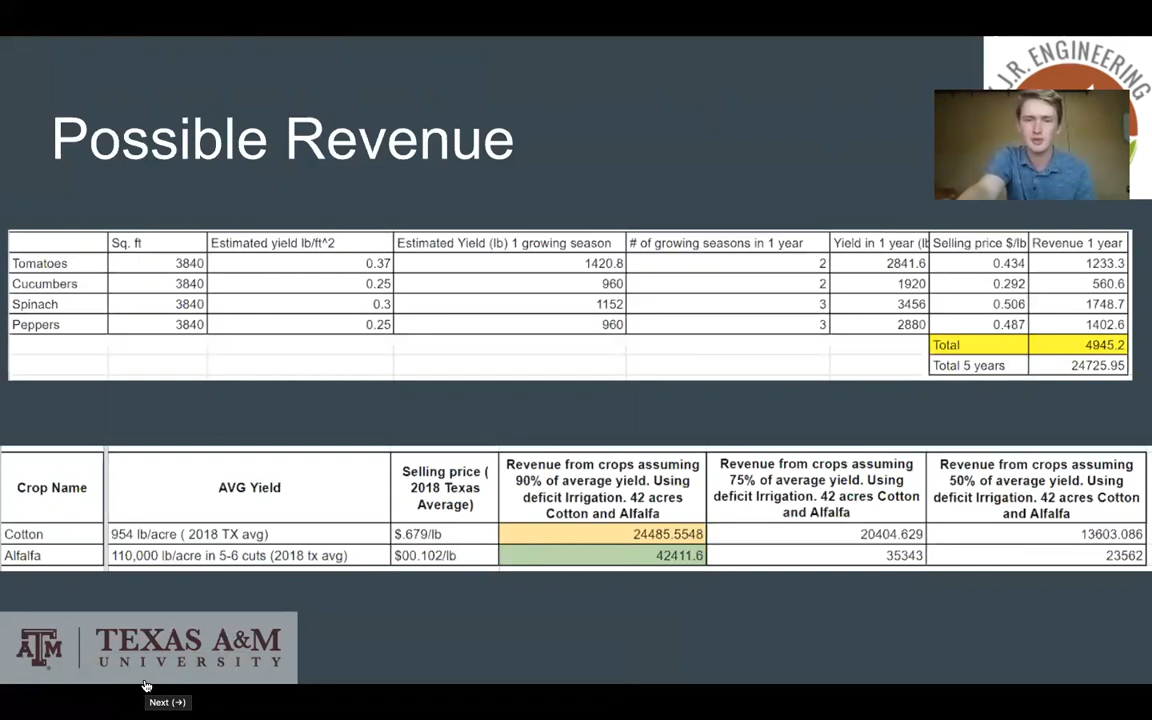 J.R. ENGINEERING
Possible Revenue
Sq. ft Estimated yield lb/ft^2 Estimated Yield (lb) 1 growing season # of growing seasons in 1 year Yield in 1 year (lb Selling price $/lb Revenue 1 year
Tomatoes 3840 0.37 1420.8 2 2841.6 0.434 1233.3
Cucumbers 3840 0.25 960 2 1920 0.292 560.6
Spinach 3840 0.3 1152 3 3456 0.506 1748.7
Peppers 3840 0.25 960 3 2880 0.487 1402.6
Total 4945.2
Total 5 years 24725.95
Crop Name
AVG Yield
Selling price (
2018 Texas
Average)
Revenue from crops assuming
90% of average yield. Using
deficit Irrigation. 42 acres
Cotton and Alfalfa
Revenue from crops assuming
75% of average yield. Using
deficit Irrigation. 42 acres Cotton
and Alfalfa
Revenue from crops assuming
50% of average yield. Using
deficit Irrigation. 42 acres Cotton
and Alfalfa
Cotton 954 lb/acre ( 2018 TX avg) $.679/lb 24485.5548 20404.629 13603.086
Alfalfa 110,000 lb/acre in 5-6 cuts (2018 tx avg) $00.102/lb 42411.6 35343 23562
ATM TEXAS A&M
UNIVERSITY
Next (→)